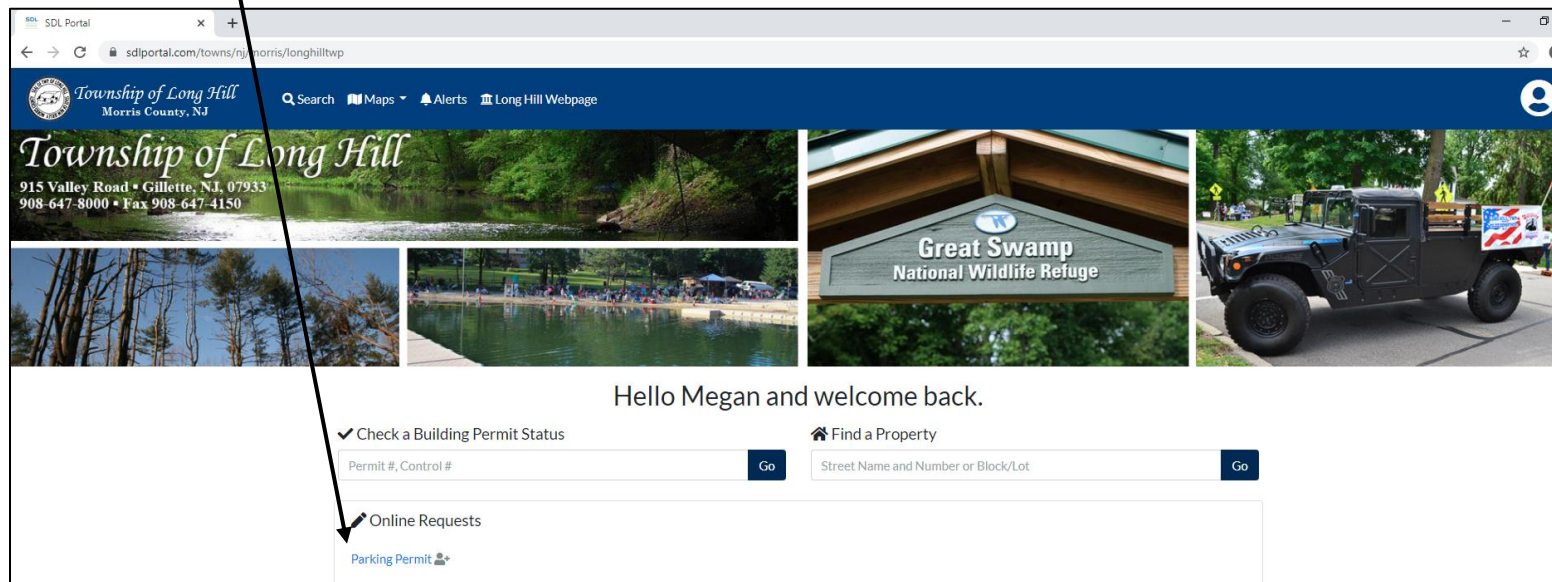 SDL
SDL Portal
sdlportal.com/towns/nj/morris/longhilltwp
Township of Long Hill
Morris County, NJ
Search Maps Alerts Long Hill Webpage
Township of Long Hill
915 Valley Road • Gillette, NJ, 07933
908-647-8000 • Fax 908-647-4150
Great Swamp
National Wildlife Refuge
Hello Megan and welcome back.
Check a Building Permit Status
Find a Property
Permit #, Control # Go
Street Name and Number or Block/Lot Go
Online Requests
Parking Permit